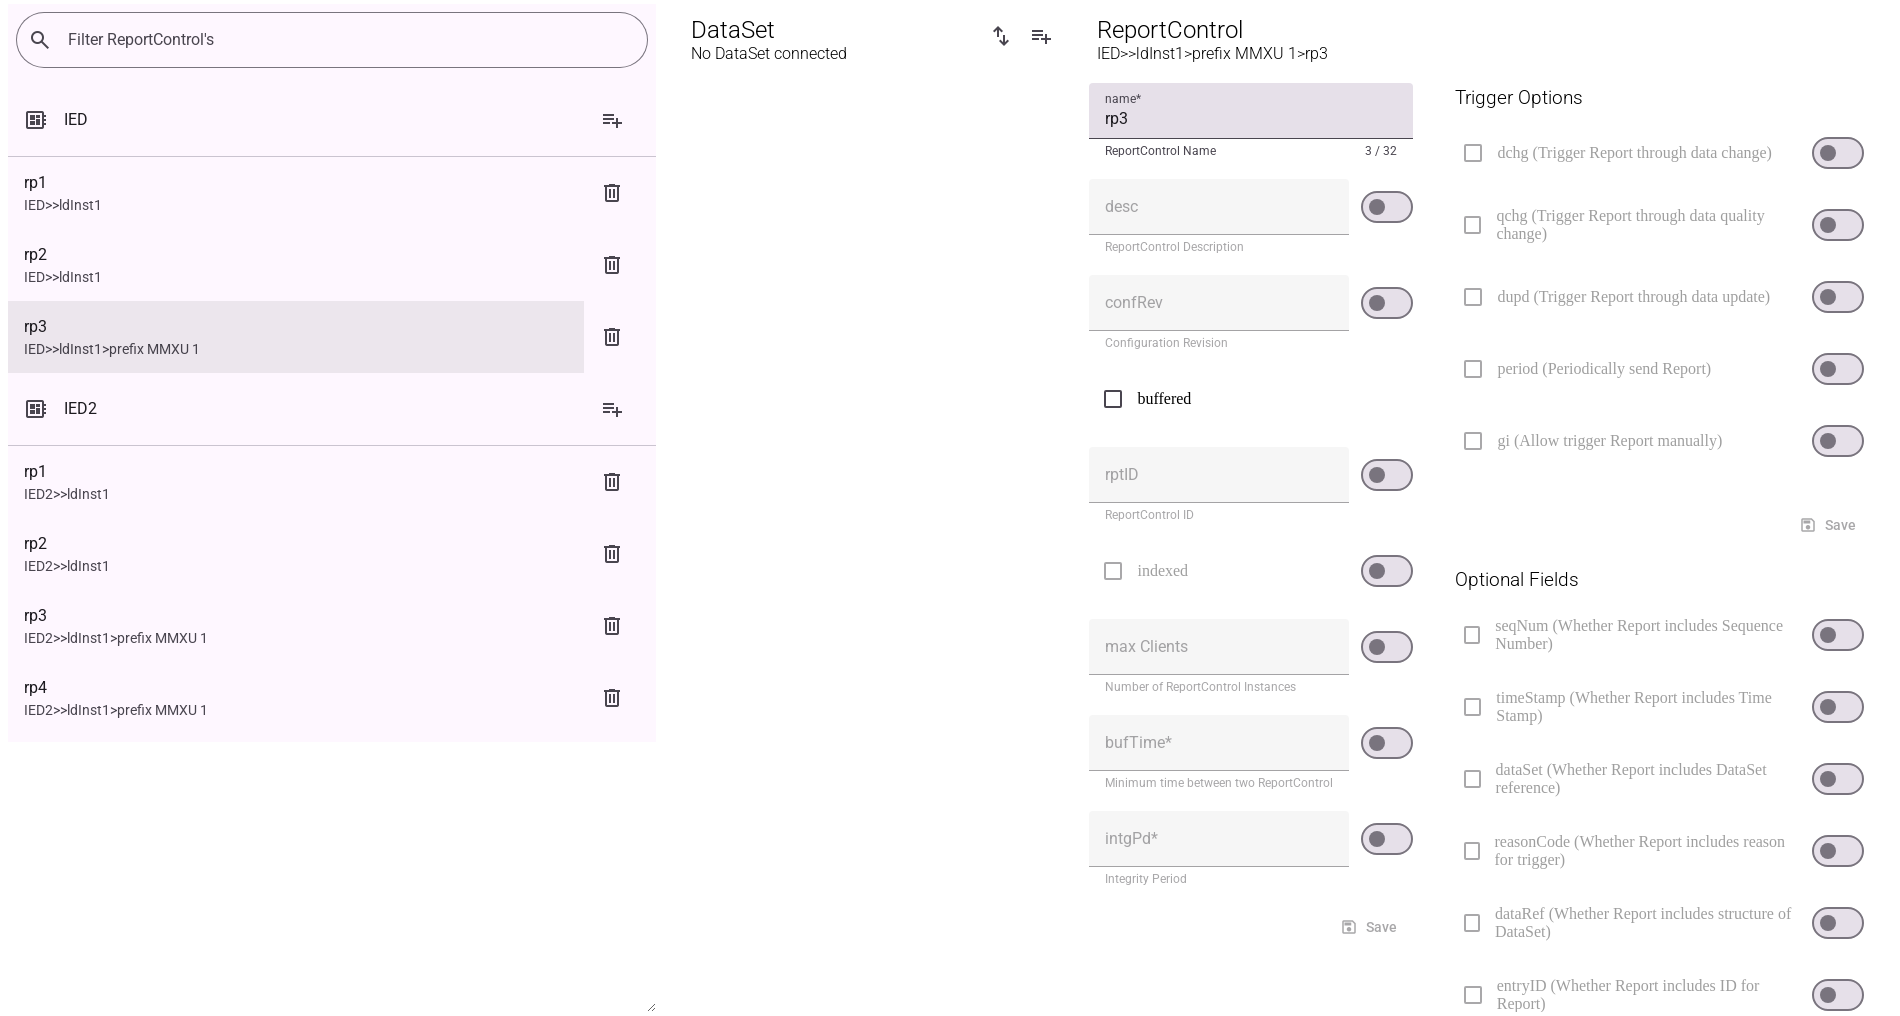 Filter ReportControl's
IED
rp1
IED>>ldInst1
rp2
IED>>ldInst1
rp3
IED>>ldInst1>prefix MMXU 1
IED2
rp1
IED2>>ldInst1
rp2
IED2>>ldInst1
rp3
IED2>>ldInst1>prefix MMXU 1
rp4
IED2>>ldInst1>prefix MMXU 1
DataSet
No DataSet connected
ReportControl
IED>>ldInst1>prefix MMXU 1>rp3
name*
rp3
ReportControl Name 3 / 32
desc
ReportControl Description
confRev
Configuration Revision
buffered
rptID
ReportControl ID
indexed
max Clients
Number of ReportControl Instances
bufTime*
Minimum time between two ReportControl
intgPd*
Integrity Period
Save
Trigger Options
dchg (Trigger Report through data change)
qchg (Trigger Report through data quality
change)
dupd (Trigger Report through data update)
period (Periodically send Report)
gi (Allow trigger Report manually)
Save
Optional Fields
seqNum (Whether Report includes Sequence
Number)
timeStamp (Whether Report includes Time
Stamp)
dataSet (Whether Report includes DataSet
reference)
reasonCode (Whether Report includes reason
for trigger)
dataRef (Whether Report includes structure of
DataSet)
entryID (Whether Report includes ID for
Report)